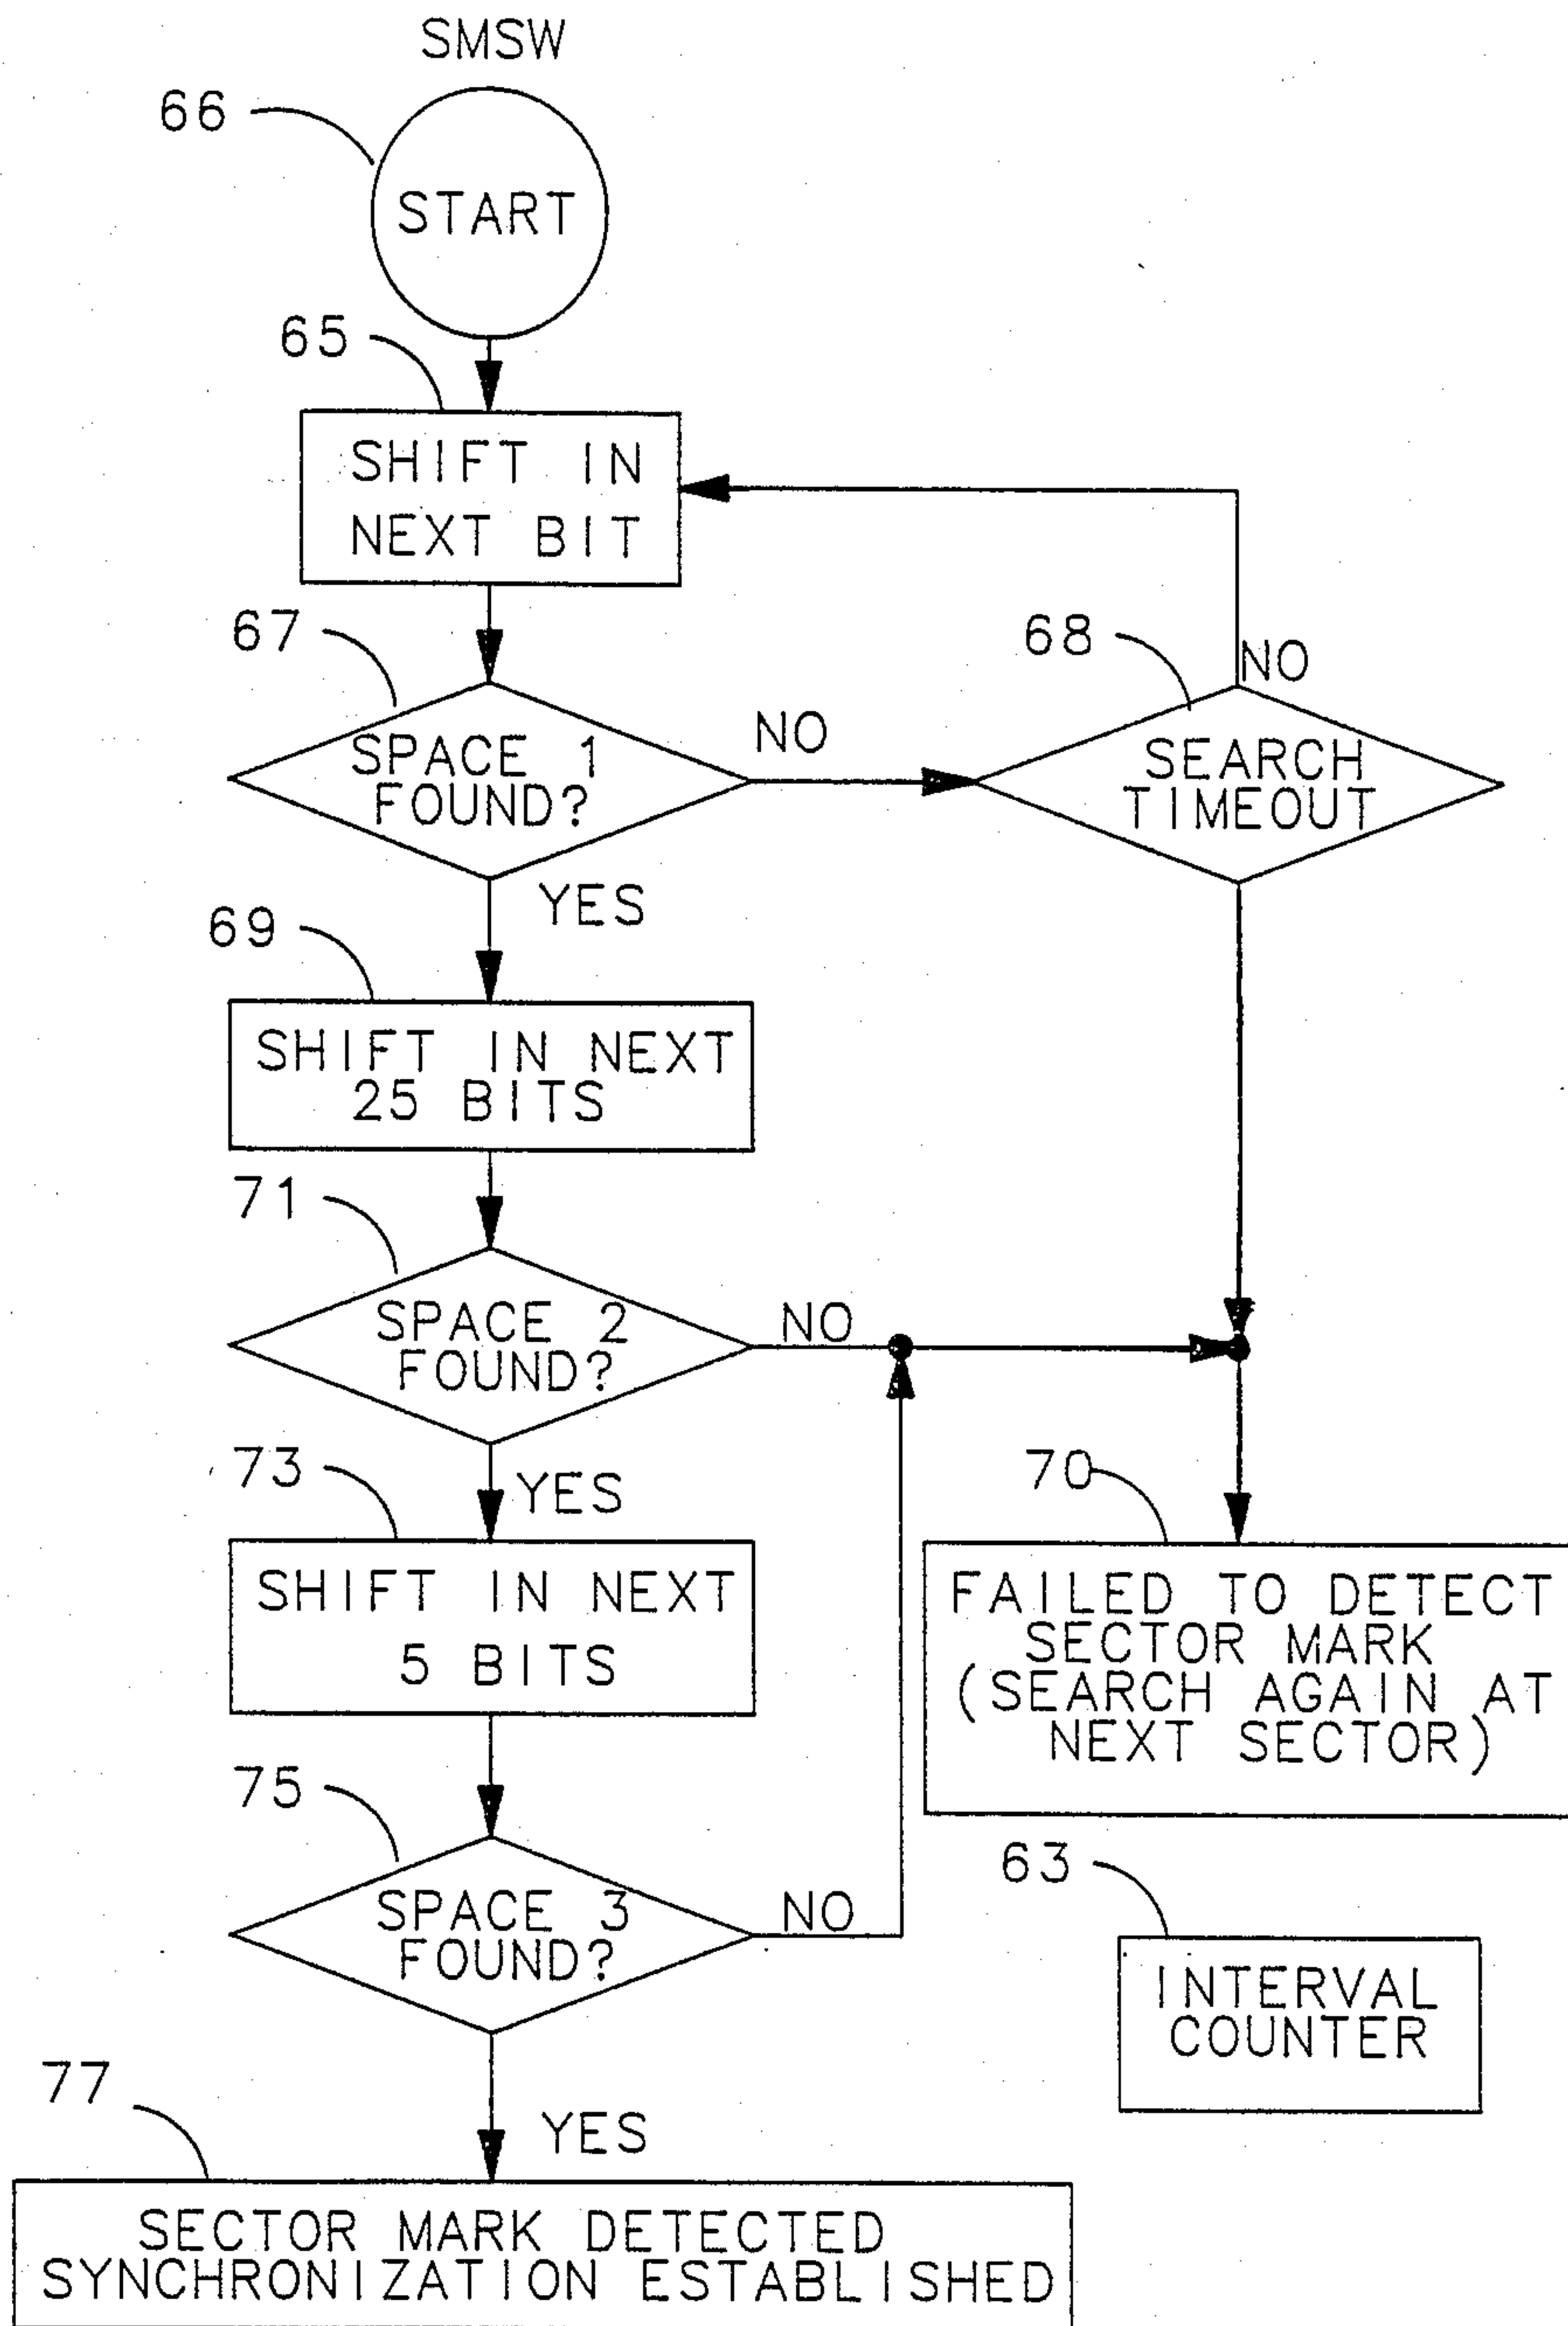 SMSW
66
START
65
SHIFT IN
NEXT BIT
67
68
NO
SPACE 1
FOUND?
NO
SEARCH
TIMEOUT
YES
69
SHIFT IN NEXT
25 BITS
71
SPACE 2
FOUND?
NO
73
YES
70
SHIFT IN NEXT
5 BITS
FAILED TO DETECT
SECTOR MARK
(SEARCH AGAIN AT
NEXT SECTOR)
75
SPACE 3
FOUND?
NO
63
INTERVAL
COUNTER
77
YES
SECTOR MARK DETECTED
SYNCHRONIZATION ESTABLISHED